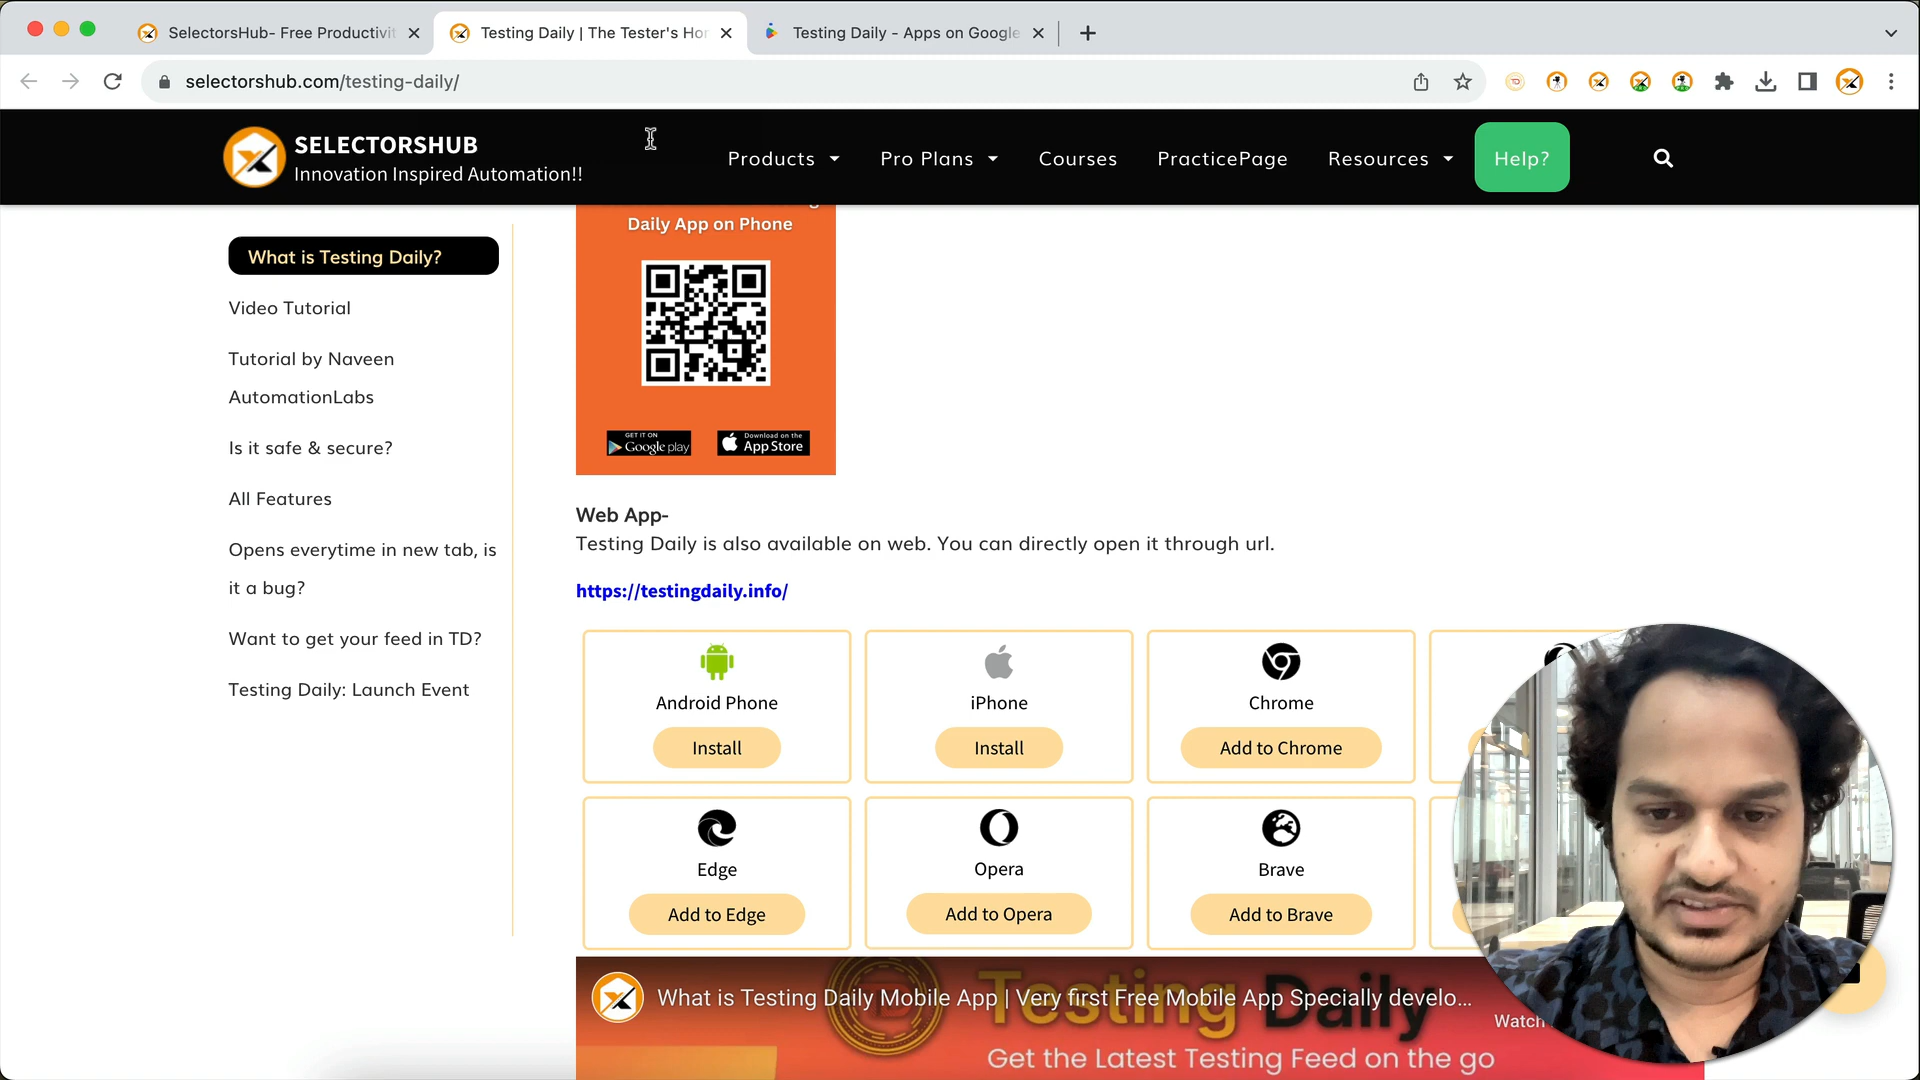 SelectorsHub- Free Productivit
Testing Daily | The Tester's Hor
Testing Daily - Apps on Google
selectorshub.com/testing-daily/
SELECTORSHUB
Innovation Inspired Automation!!
Products
Pro Plans
Courses
PracticePage
Resources
Help?
What is Testing Daily?
Video Tutorial
Tutorial by Naveen
AutomationLabs
Is it safe & secure?
All Features
Opens everytime in new tab, is
it a bug?
Want to get your feed in TD?
Testing Daily: Launch Event
Daily App on Phone
GET IT ON
Google play
Download on the
App Store
Web App-
Testing Daily is also available on web. You can directly open it through url.
https://testingdaily.info/
Android Phone
Install
iPhone
Install
Chrome
Add to Chrome
Edge
Add to Edge
Opera
Add to Opera
Brave
Add to Brave
What is Testing Daily Mobile App | Very first Free Mobile App Specially develo...
Watch
Testing Daily
Get the Latest Testing Feed on the go